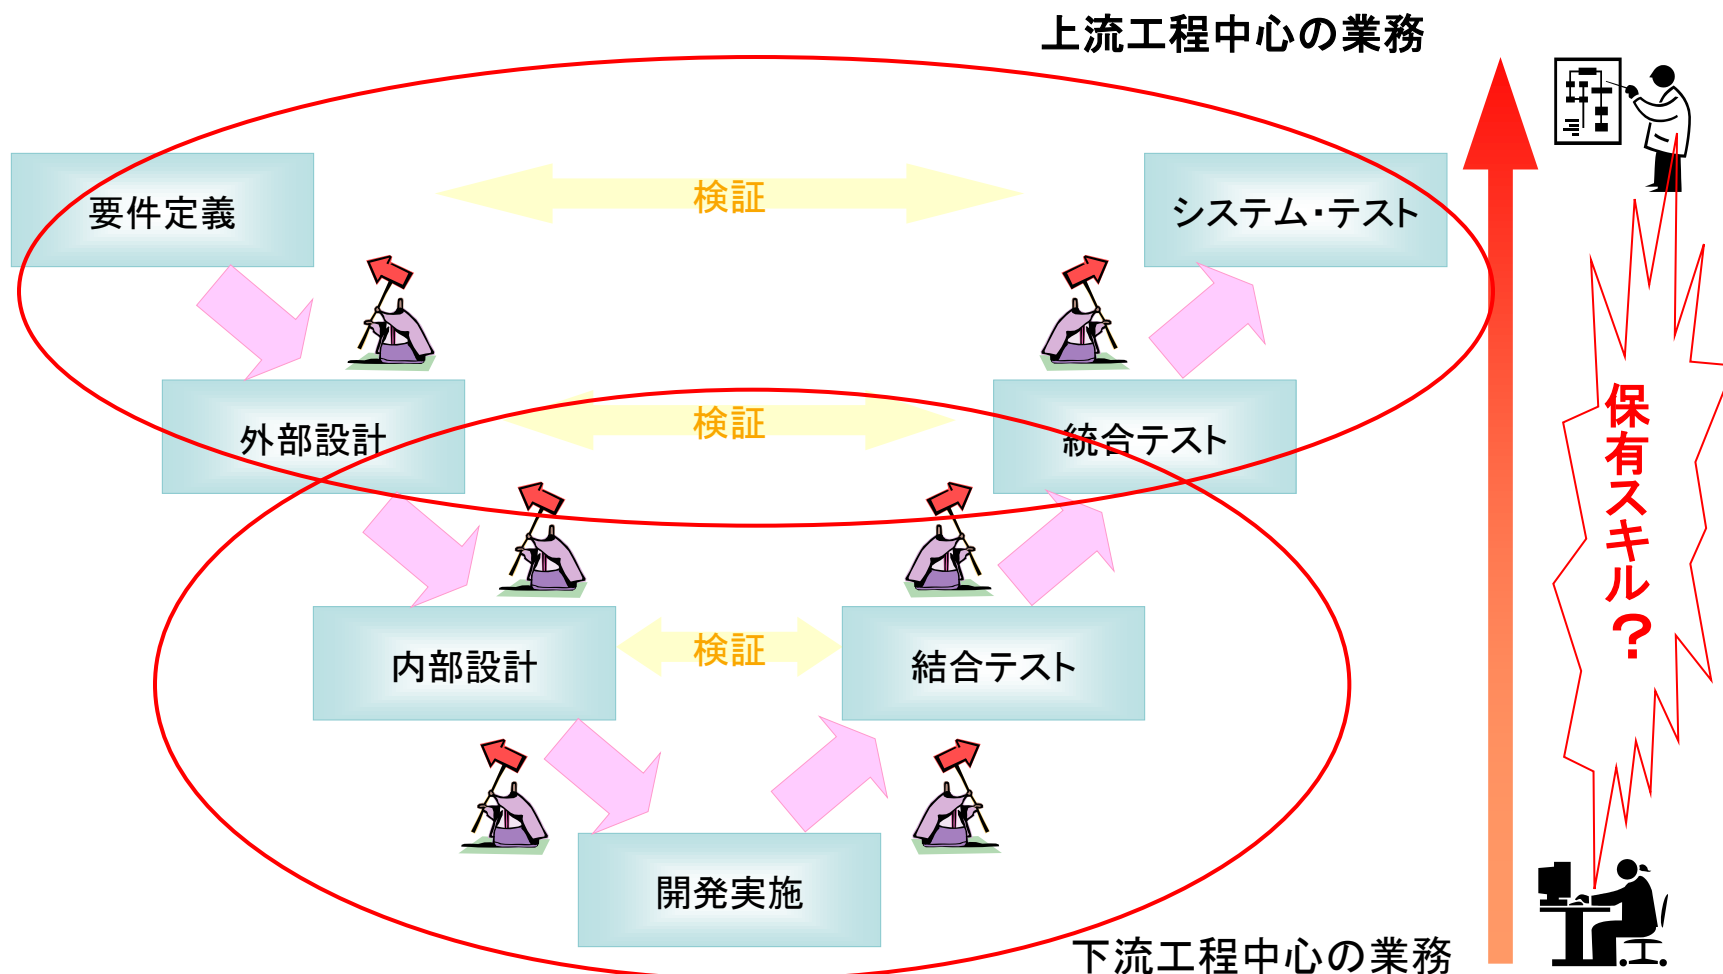 上流工程中心の業務
要件定義
検証
システム・テスト
外部設計
検証
統合テスト
保有スキル？
内部設計
検証
結合テスト
開発実施
下流工程中心の業務